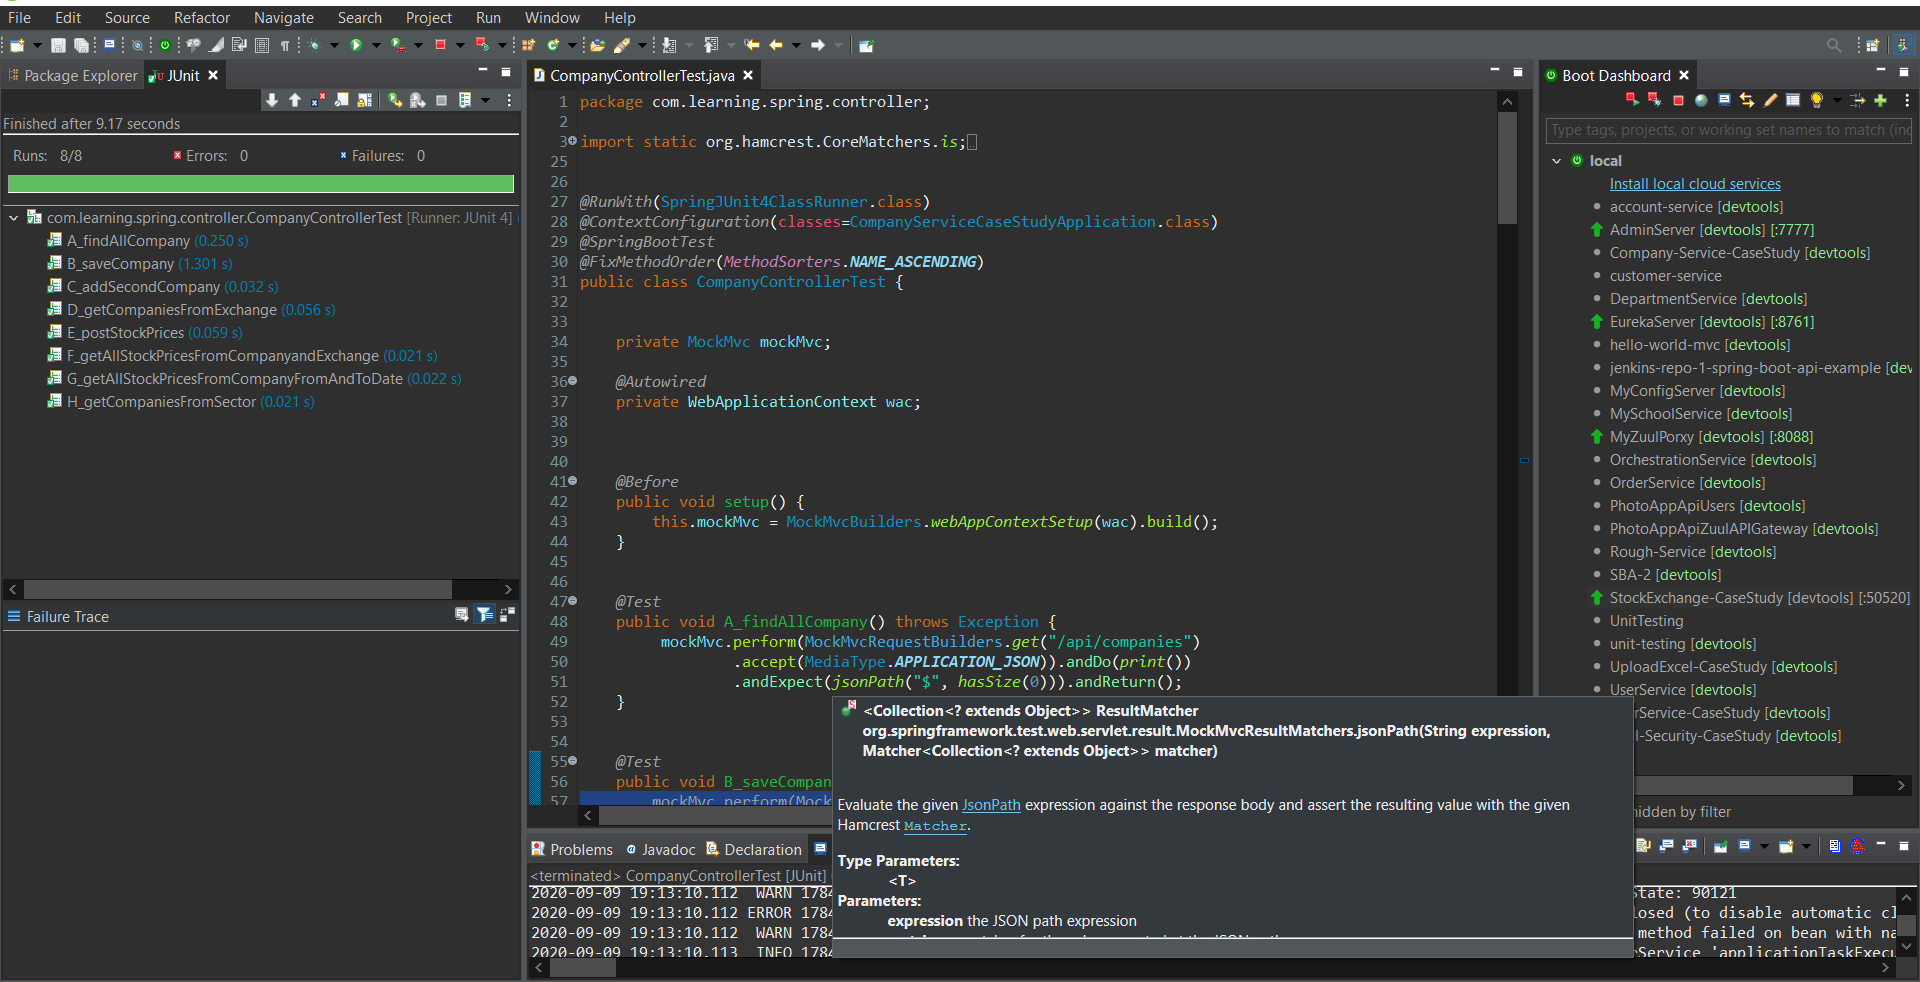 File Edit Source Refactor Navigate Search Project Run Window Help
Package Explorer JUnit
Finished after 9.17 seconds
Runs: 8/8 Errors: 0 Failures: 0
com.learning.spring.controller.CompanyControllerTest [Runner: JUnit 4]
A_findAllCompany (0.250 s)
B_saveCompany (1.301 s)
C_addSecondCompany (0.032 s)
D_getCompaniesFromExchange (0.056 s)
E_postStockPrices (0.059 s)
F_getAllStockPricesFromCompanyandExchange (0.021 s)
G_getAllStockPricesFromCompanyFromAndToDate (0.022 s)
H_getCompaniesFromSector (0.021 s)
Failure Trace
CompanyControllerTest.java
1 package com.learning.spring.controller;
2
3 import static org.hamcrest.CoreMatchers.is;
25
26
27 @RunWith(SpringJUnit4ClassRunner.class)
28 @ContextConfiguration(classes=CompanyServiceCaseStudyApplication.class)
29 @SpringBootTest
30 @FixMethodOrder(MethodSorters.NAME_ASCENDING)
31 public class CompanyControllerTest {
32
33
34 private MockMvc mockMvc;
35
36 @Autowired
37 private WebApplicationContext wac;
38
39
40
41 @Before
42 public void setup() {
43 this.mockMvc = MockMvcBuilders.webAppContextSetup(wac).build();
44 }
45
46
47 @Test
48 public void A_findAllCompany() throws Exception {
49 mockMvc.perform(MockMvcRequestBuilders.get("/api/companies")
50 .accept(MediaType.APPLICATION_JSON)).andDo(print())
51 .andExpect(jsonPath("$", hasSize(0))).andReturn();
52 }
53
54
55 @Test
56 public void B_saveCompan
57 mockMvc.perform(Mock
<Collection<? extends Object>> ResultMatcher
org.springframework.test.web.servlet.result.MockMvcResultMatchers.jsonPath(String expression,
Matcher<Collection<? extends Object>> matcher)
Evaluate the given JsonPath expression against the response body and assert the resulting value with the given
Hamcrest Matcher.
Type Parameters:
<T>
Parameters:
expression the JSON path expression
Problems Javadoc Declaration
<terminated> CompanyControllerTest [JUnit]
2020-09-09 19:13:10.112 WARN 1784
2020-09-09 19:13:10.112 ERROR 1784
2020-09-09 19:13:10.112 WARN 1784
2020-09-09 19:13:10.113 INFO 1784
tate: 90121
losed (to disable automatic cl
method failed on bean with na
rService 'applicationTaskExecu
Boot Dashboard
Type tags, projects, or working set names to match (inc
local
Install local cloud services
account-service [devtools]
AdminServer [devtools] [:7777]
Company-Service-CaseStudy [devtools]
customer-service
DepartmentService [devtools]
EurekaServer [devtools] [:8761]
hello-world-mvc [devtools]
jenkins-repo-1-spring-boot-api-example [dev
MyConfigServer [devtools]
MySchoolService [devtools]
MyZuulPorxy [devtools] [:8088]
OrchestrationService [devtools]
OrderService [devtools]
PhotoAppApiUsers [devtools]
PhotoAppApiZuulAPIGateway [devtools]
Rough-Service [devtools]
SBA-2 [devtools]
StockExchange-CaseStudy [devtools] [:50520]
UnitTesting
unit-testing [devtools]
UploadExcel-CaseStudy [devtools]
UserService [devtools]
rService-CaseStudy [devtools]
l-Security-CaseStudy [devtools]
hidden by filter